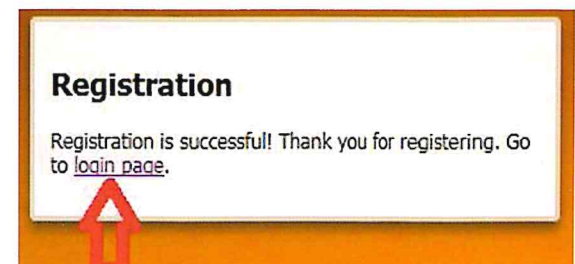 Registration
Registration is successful! Thank you for registering. Go
to login page.